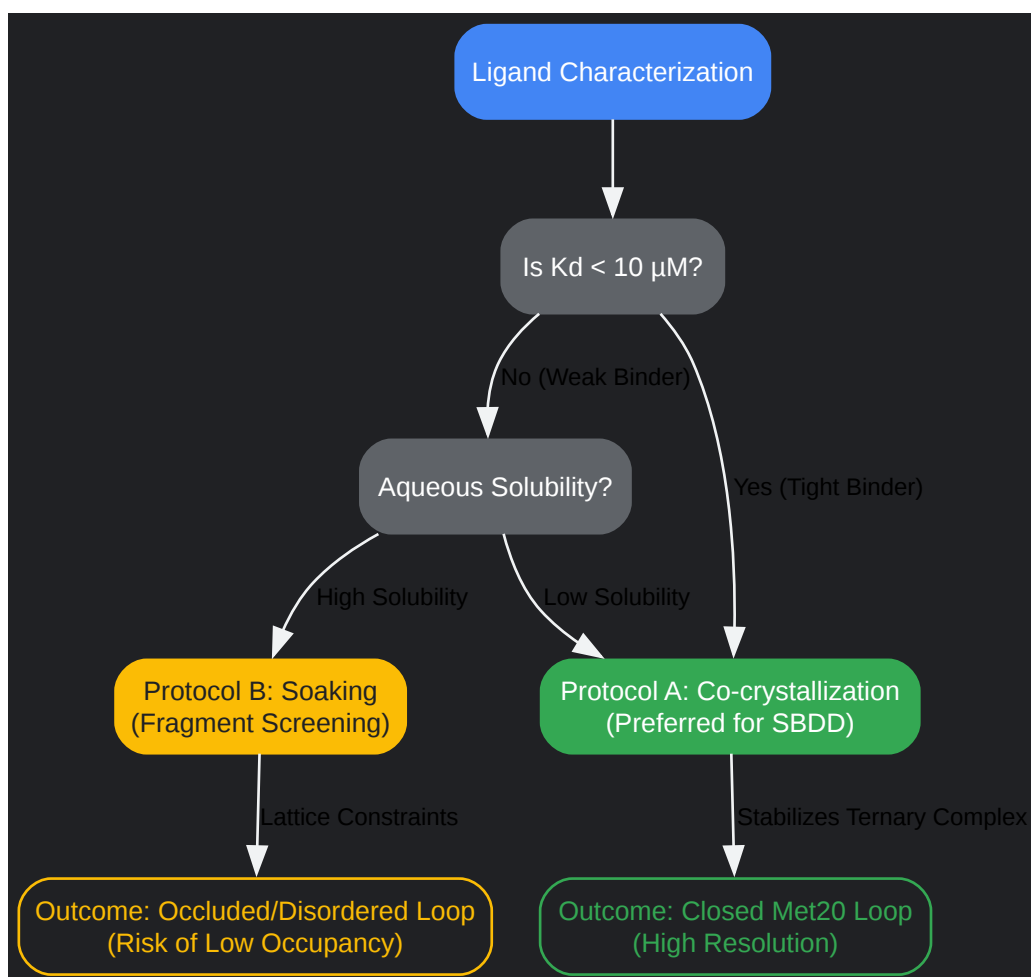 Ligand Characterization
Is Kd < 10 µM?
No (Weak Binder)
Aqueous Solubility?
Yes (Tight Binder)
High Solubility
Low Solubility
Protocol B: Soaking
(Fragment Screening)
Protocol A: Co-crystallization
(Preferred for SBDD)
Lattice Constraints
Stabilizes Ternary Complex
Outcome: Occluded/Disordered Loop
(Risk of Low Occupancy)
Outcome: Closed Met20 Loop
(High Resolution)